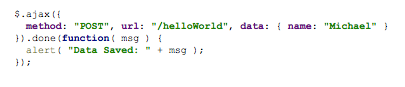 $.ajax({
  method: "POST", url: "/helloWorld", data: { name: "Michael" }
}).done(function( msg ) {
  alert( "Data Saved: " + msg );
});